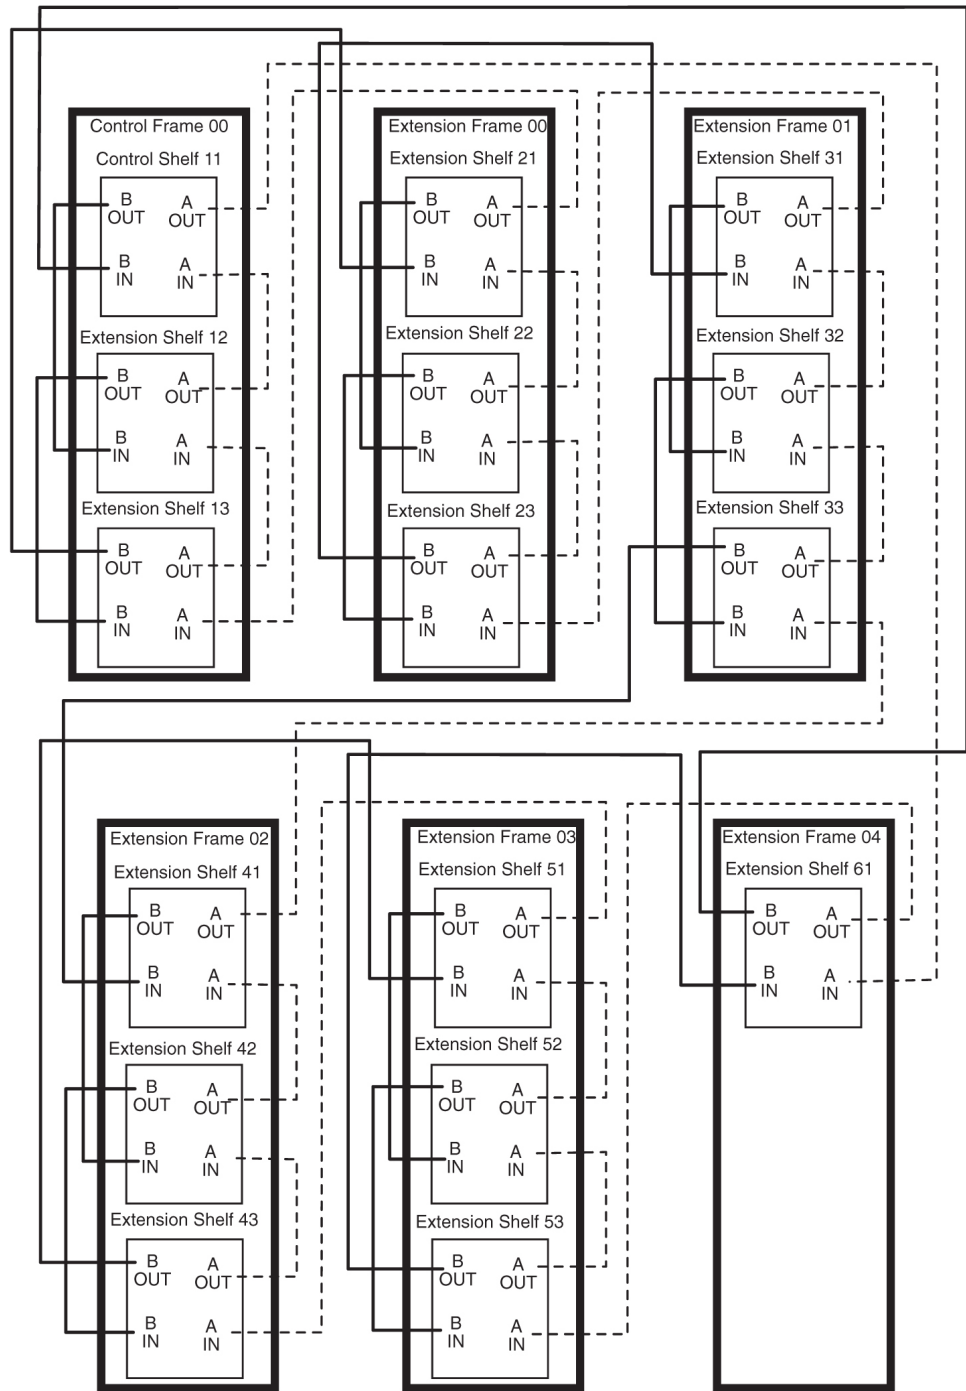 Control Frame 00
Control Shelf 11
B OUT
A OUT
B IN
A IN
Extension Shelf 12
B OUT
A OUT
B IN
A IN
Extension Shelf 13
B OUT
A OUT
B IN
A IN
Extension Frame 00
Extension Shelf 21
B OUT
A OUT
B IN
A IN
Extension Shelf 22
B OUT
A OUT
B IN
A IN
Extension Shelf 23
B OUT
A OUT
B IN
A IN
Extension Frame 01
Extension Shelf 31
B OUT
A OUT
B IN
A IN
Extension Shelf 32
B OUT
A OUT
B IN
A IN
Extension Shelf 33
B OUT
A OUT
B IN
A IN
Extension Frame 02
Extension Shelf 41
B OUT
A OUT
B IN
A IN
Extension Shelf 42
B OUT
A OUT
B IN
A IN
Extension Shelf 43
B OUT
A OUT
B IN
A IN
Extension Frame 03
Extension Shelf 51
B OUT
A OUT
B IN
A IN
Extension Shelf 52
B OUT
A OUT
B IN
A IN
Extension Shelf 53
B OUT
A OUT
B IN
A IN
Extension Frame 04
Extension Shelf 61
B OUT
A OUT
B IN
A IN